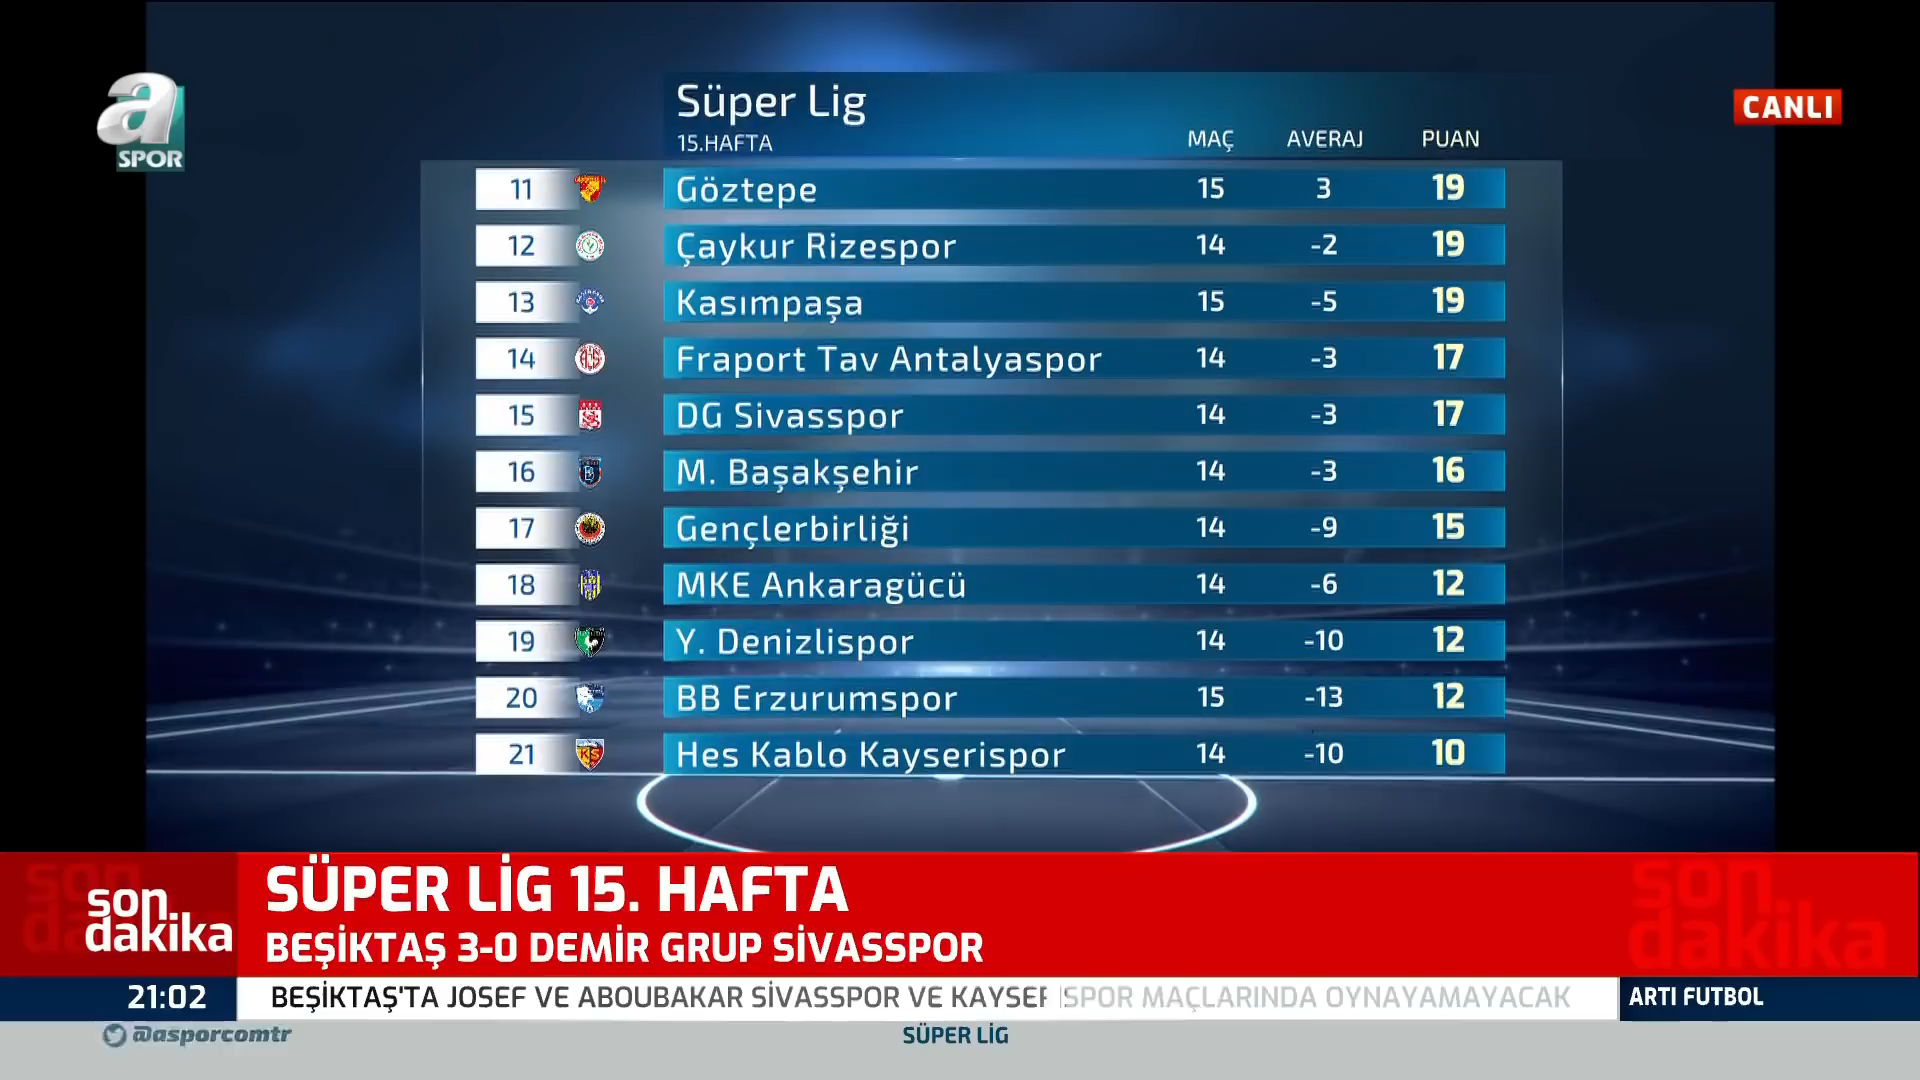 a
SPOR
CANLI
Süper Lig
15.HAFTA MAÇ AVERAJ PUAN
11 Göztepe 15 3 19
12 Çaykur Rizespor 14 -2 19
13 Kasımpaşa 15 -5 19
14 Fraport Tav Antalyaspor 14 -3 17
15 DG Sivasspor 14 -3 17
16 M. Başakşehir 14 -3 16
17 Gençlerbirliği 14 -9 15
18 MKE Ankaragücü 14 -6 12
19 Y. Denizlispor 14 -10 12
20 BB Erzurumspor 15 -13 12
21 Hes Kablo Kayserispor 14 -10 10
son
dakika
SÜPER LİG 15. HAFTA
BEŞİKTAŞ 3-0 DEMİR GRUP SİVASSPOR
son
dakika
21:02 BEŞİKTAŞ'TA JOSEF VE ABOUBAKAR SİVASSPOR VE KAYSERİSPOR MAÇLARINDA OYNAYAMAYACAK ARTI FUTBOL
@asporcomtr SÜPER LİG